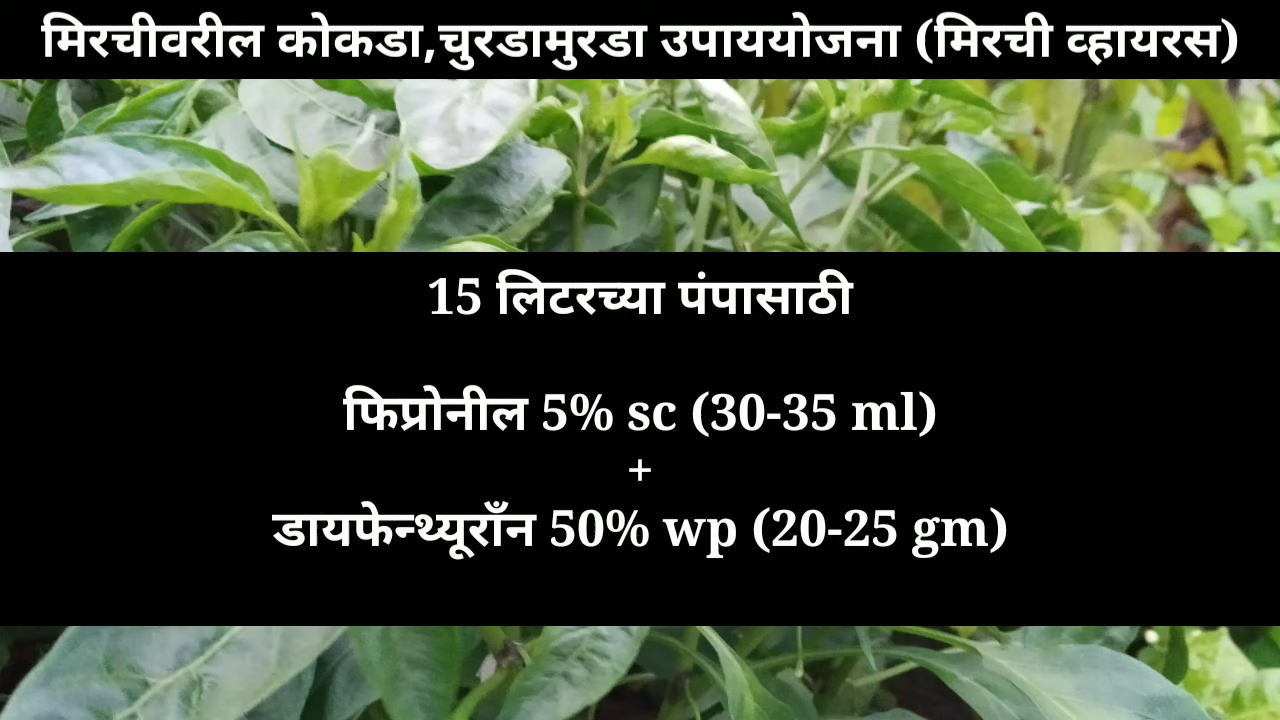 मिरचीवरील कोकडा,चुरडामुरडा उपाययोजना (मिरची व्हायरस)
15 लिटरच्या पंपासाठी
फिप्रोनील 5% sc (30-35 ml)
+
डायफेन्थ्यूराँन 50% wp (20-25 gm)